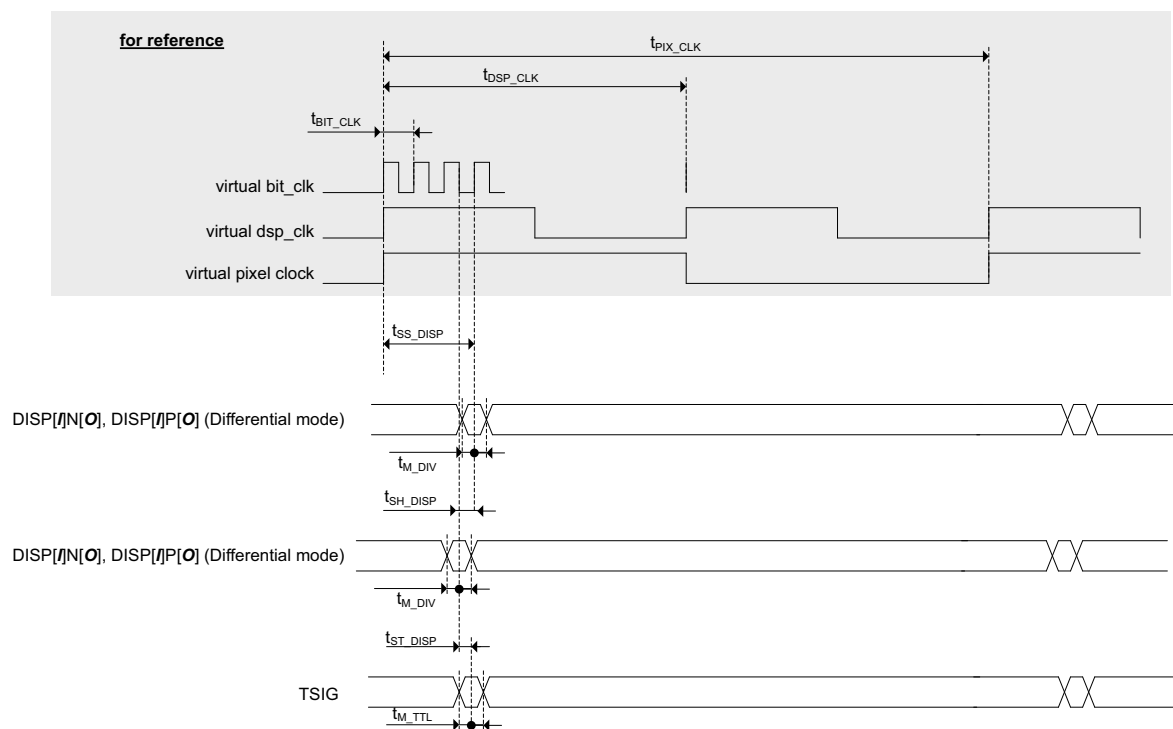 for reference
tPIX_CLK
tDSP_CLK
tBIT_CLK
virtual bit_clk
virtual dsp_clk
virtual pixel clock
tSS_DISP
DISP[I]N[O], DISP[I]P[O] (Differential mode)
tM_DIV
tSH_DISP
DISP[I]N[O], DISP[I]P[O] (Differential mode)
tM_DIV
tST_DISP
TSIG
tM_TTL